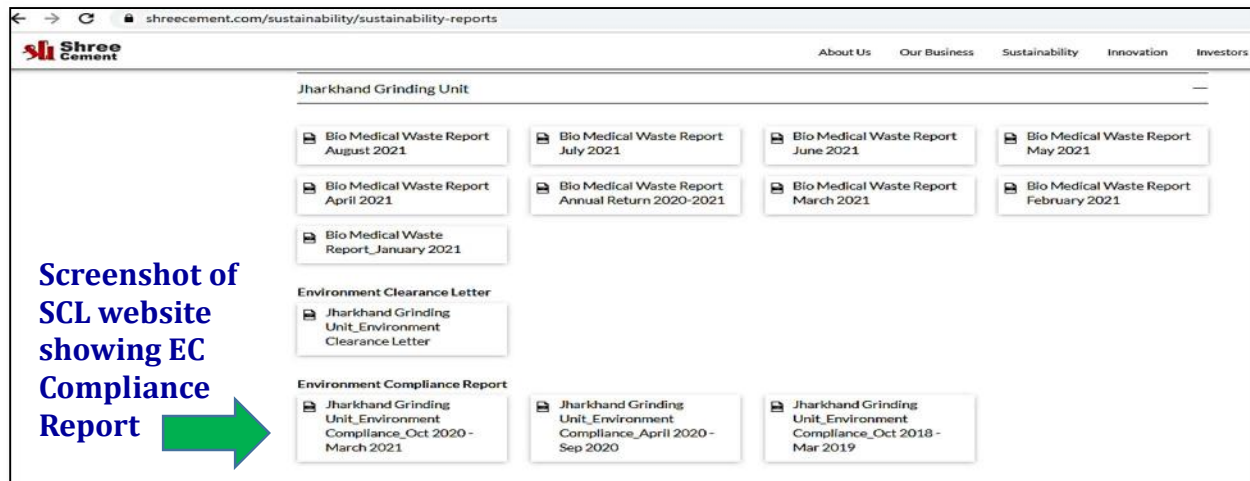 shreecement.com/sustainability/sustainability-reports
Shree
Cement
About Us Our Business Sustainability Innovation Investors
Jharkhand Grinding Unit
Bio Medical Waste Report
August 2021
Bio Medical Waste Report
July 2021
Bio Medical Waste Report
June 2021
Bio Medical Waste Report
May 2021
Bio Medical Waste Report
April 2021
Bio Medical Waste Report
Annual Return 2020-2021
Bio Medical Waste Report
March 2021
Bio Medical Waste Report
February 2021
Bio Medical Waste
Report_January 2021
Screenshot of
SCL website
showing EC
Compliance
Report
Environment Clearance Letter
Jharkhand Grinding
Unit_Environment
Clearance Letter
Environment Compliance Report
Jharkhand Grinding
Unit_Environment
Compliance_Oct 2020 -
March 2021
Jharkhand Grinding
Unit_Environment
Compliance_April 2020 -
Sep 2020
Jharkhand Grinding
Unit_Environment
Compliance_Oct 2018 -
Mar 2019